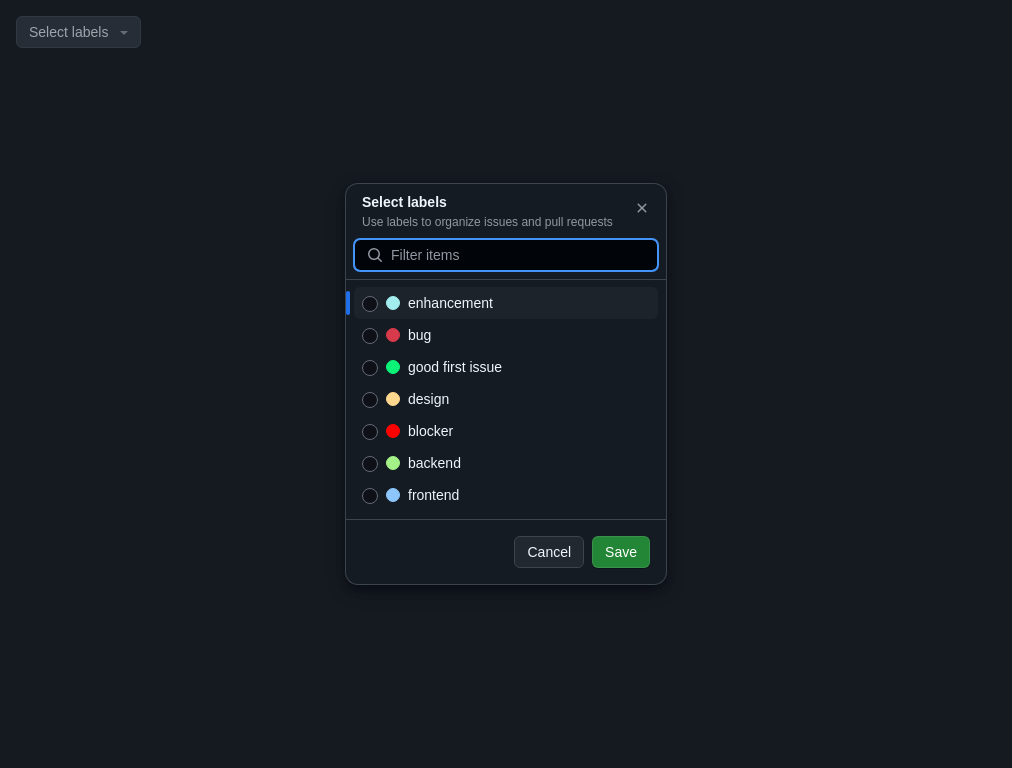 Select labels
Select labels
Use labels to organize issues and pull requests
Filter items
enhancement
bug
good first issue
design
blocker
backend
frontend
Cancel Save